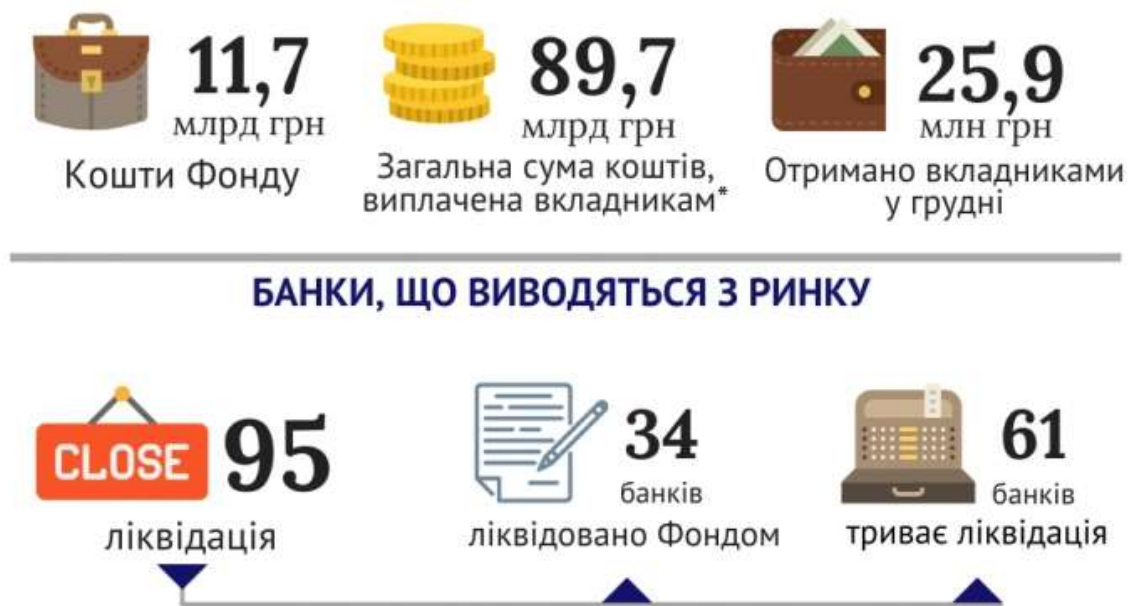 11,7
млрд грн
Кошти Фонду
89,7
млрд грн
Загальна сума коштів,
виплачена вкладникам*
25,9
млн грн
Отримано вкладниками
у грудні
БАНКИ, ЩО ВИВОДЯТЬСЯ З РИНКУ
CLOSE
95
ліквідація
34
банків
ліквідовано Фондом
61
банків
триває ліквідація